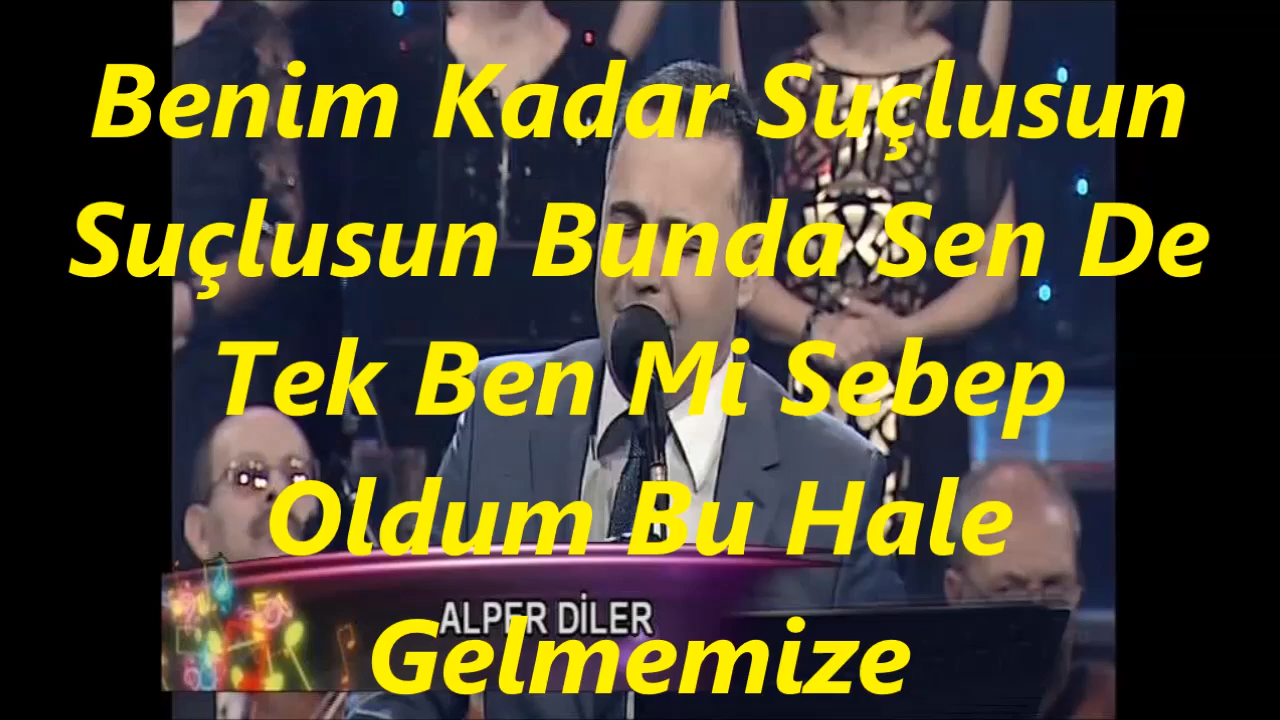 Benim Kadar Suçlusun
Suçlusun Bunda Sen De
Tek Ben Mi Sebep
Oldum Bu Hale
ALPER DİLER
Gelmemize